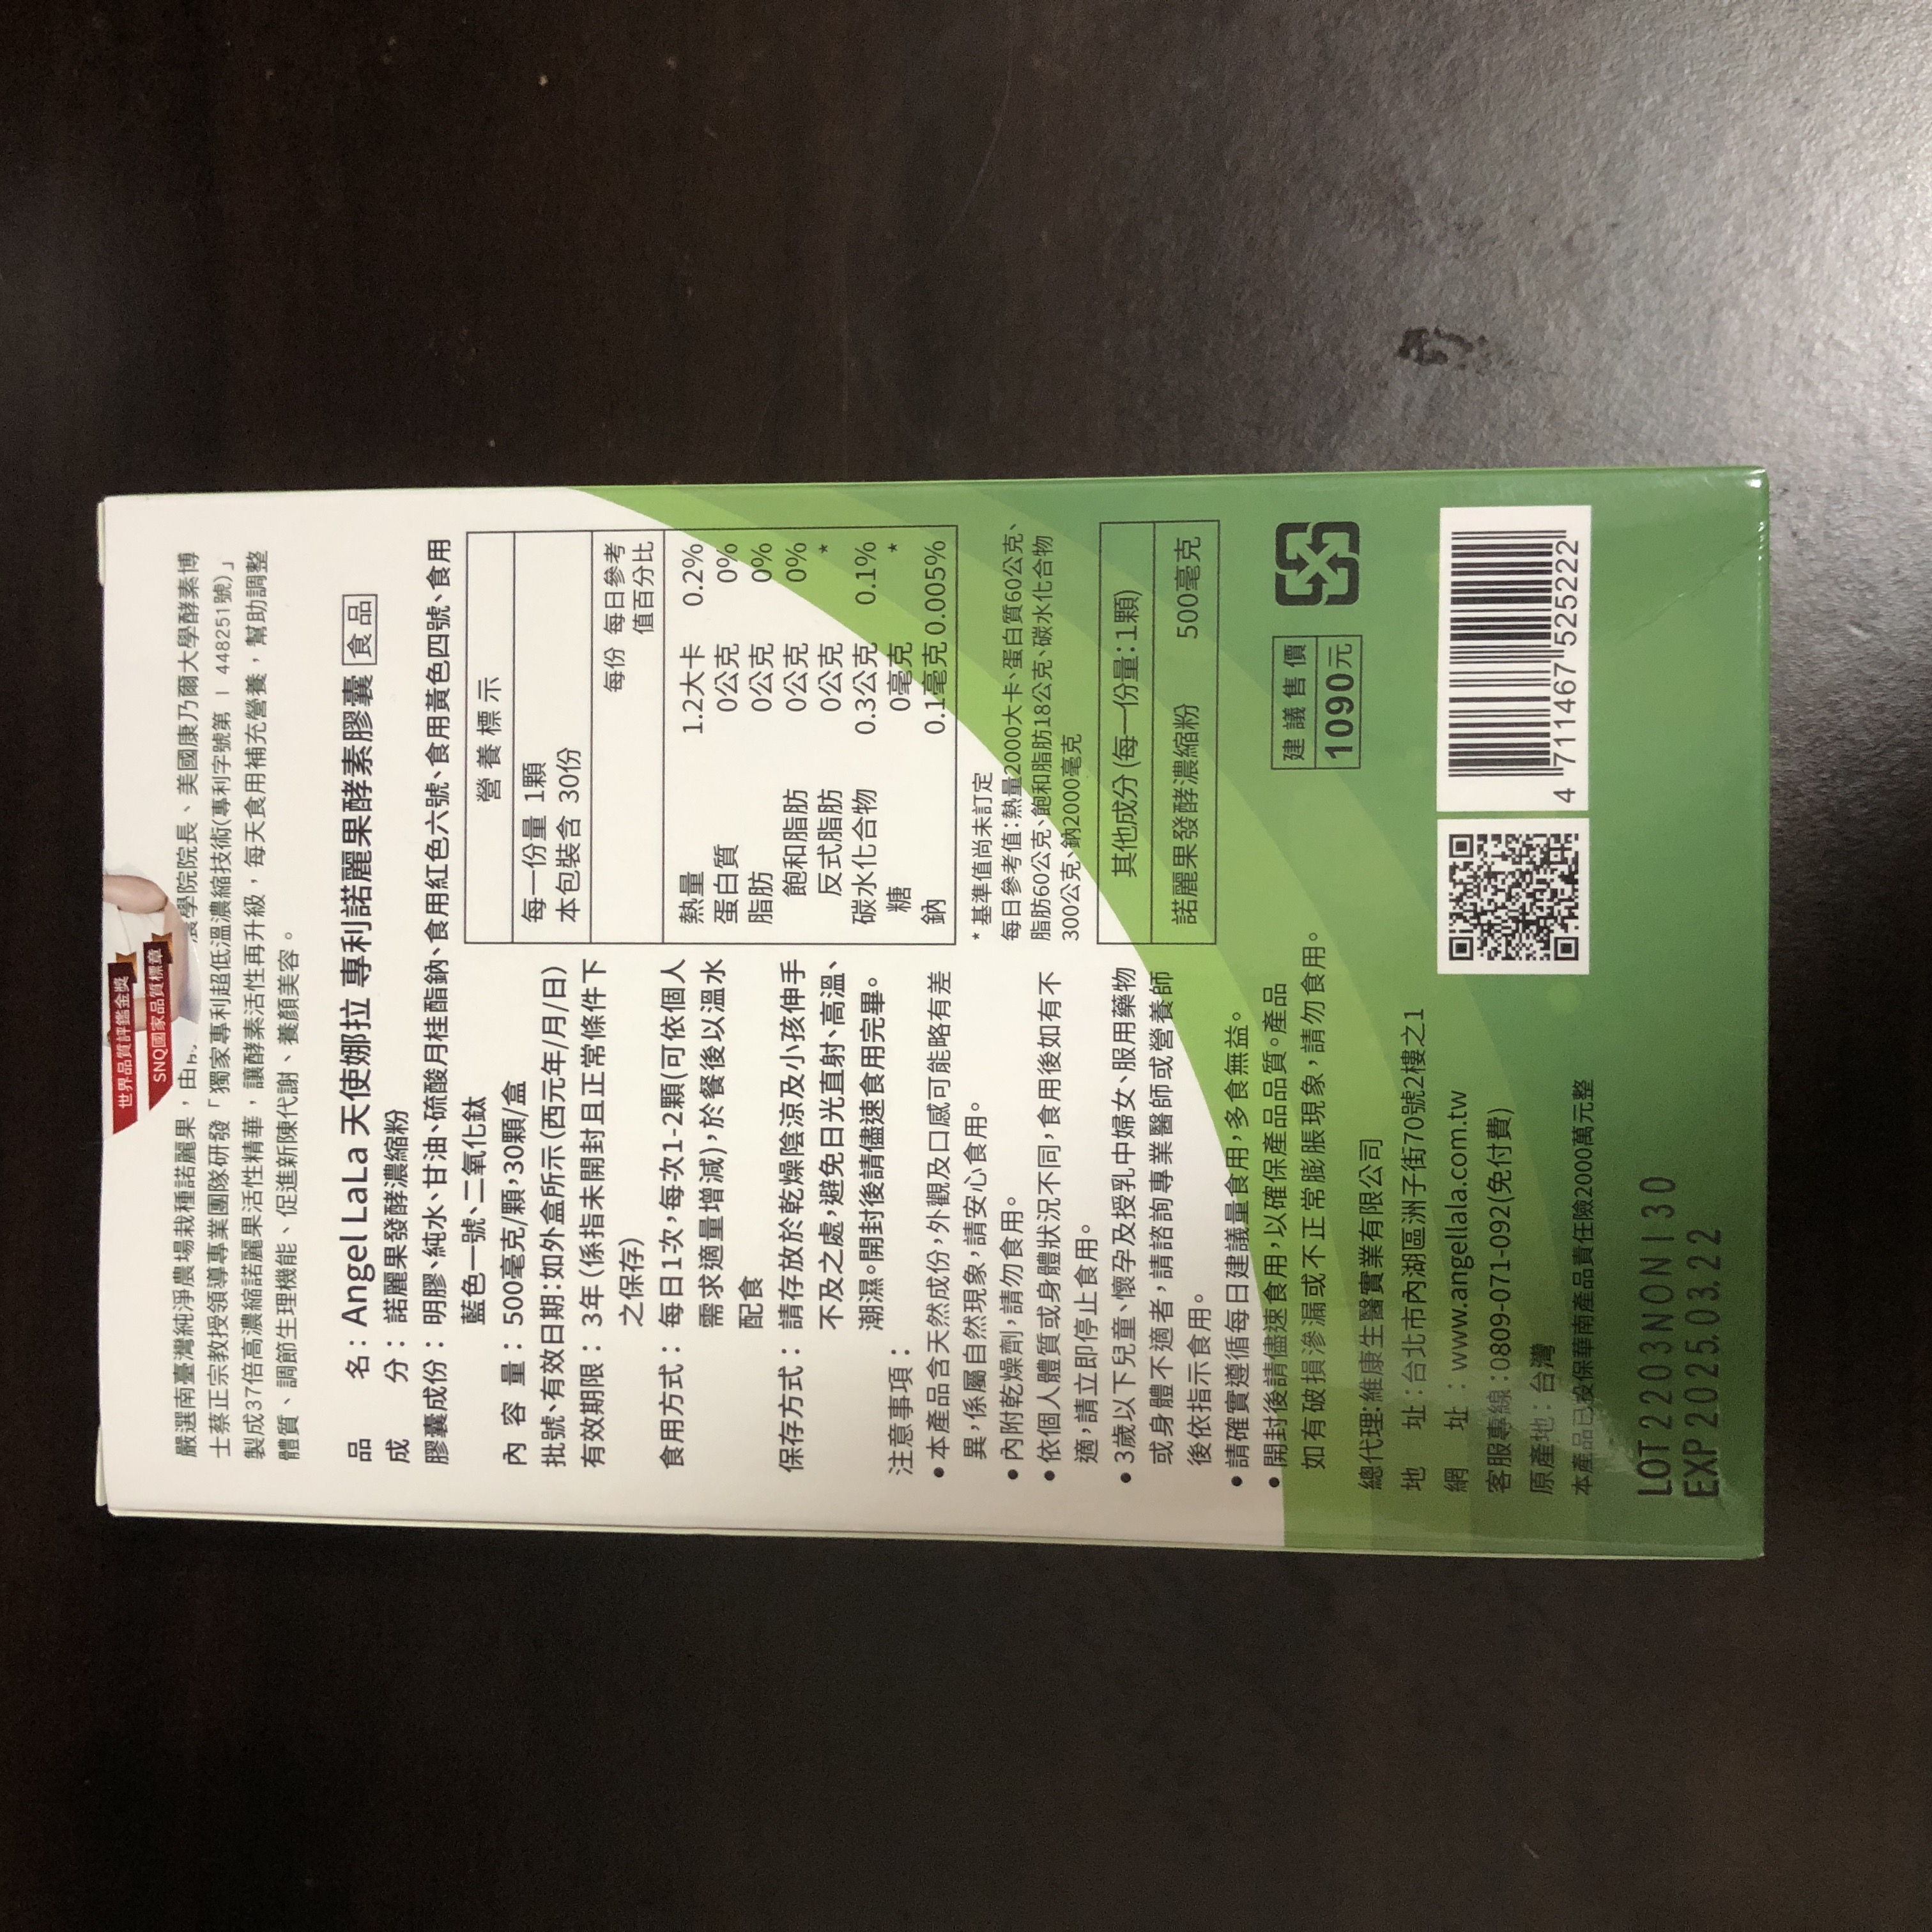 世界品質評鑑金獎
SNQ國家品質標章
嚴選南臺灣純淨農場栽種諾麗果，由 學院院長、美國康乃爾大學酵素博
士蔡正宗教授領導專業團隊研發「獨家專利超低溫濃縮技術(專利字號第 I 448251號)」
製成37倍高濃縮諾麗果活性精華，讓酵素活性再升級，每天食用補充營養，幫助調整
體質、調節生理機能、促進新陳代謝、養顏美容。
品 名：Angel LaLa 天使娜拉 專利諾麗果酵素膠囊 食品
成 分：諾麗果發酵濃縮粉
膠囊成份：明膠、純水、甘油、硫酸月桂酯鈉、食用紅色六號、食用黃色四號、食用
藍色一號、二氧化鈦
內 容 量：500毫克/顆，30顆/盒
批號、有效日期：如外盒所示（西元年/月/日）
有效期限：3年（係指未開封且正常條件下
之保存）
食用方式：每日1次，每次1-2顆（可依個人
需求適量增減），於餐後以溫水
配食
保存方式：請存放於乾燥陰涼及小孩伸手
不及之處，避免日光直射、高溫、
潮濕。開封後請儘速食用完畢。
注意事項：
•本產品含天然成份，外觀及口感可能略有差
異，係屬自然現象，請安心食用。
•內附乾燥劑，請勿食用。
•依個人體質或身體狀況不同，食用後如有不
適，請立即停止食用。
•3歲以下兒童、懷孕及授乳中婦女、服用藥物
或身體不適者，請諮詢專業醫師或營養師
後依指示食用。
•請確實遵循每日建議量食用，多食無益。
•開封後請儘速食用，以確保產品品質。產品
如有破損滲漏或不正常膨脹現象，請勿食用。
營養標示
每一份量 1顆
本包裝含 30份
每份 每日參考
值百分比
熱量 1.2大卡 0.2%
蛋白質 0公克 0%
脂肪 0公克 0%
飽和脂肪 0公克 0%
反式脂肪 0公克 *
碳水化合物 0.3公克 0.1%
糖 0毫克 *
鈉 0.1毫克 0.005%
*基準值尚未訂定
每日參考值：熱量2000大卡、蛋白質60公克、
脂肪60公克、飽和脂肪18公克、碳水化合物
300公克、鈉2000毫克
其他成分（每一份量：1顆）
諾麗果發酵濃縮粉 500毫克
建議售價
1090元
總代理：維康生醫實業有限公司
地 址：台北市內湖區洲子街70號2樓之1
網 址：www.angellala.com.tw
客服專線：0809-071-092(免付費)
原產地：台灣
本產品已投保華南產品責任險2000萬元整
4 711467 525222
LOT 2203NON130
EXP 2025.03.22